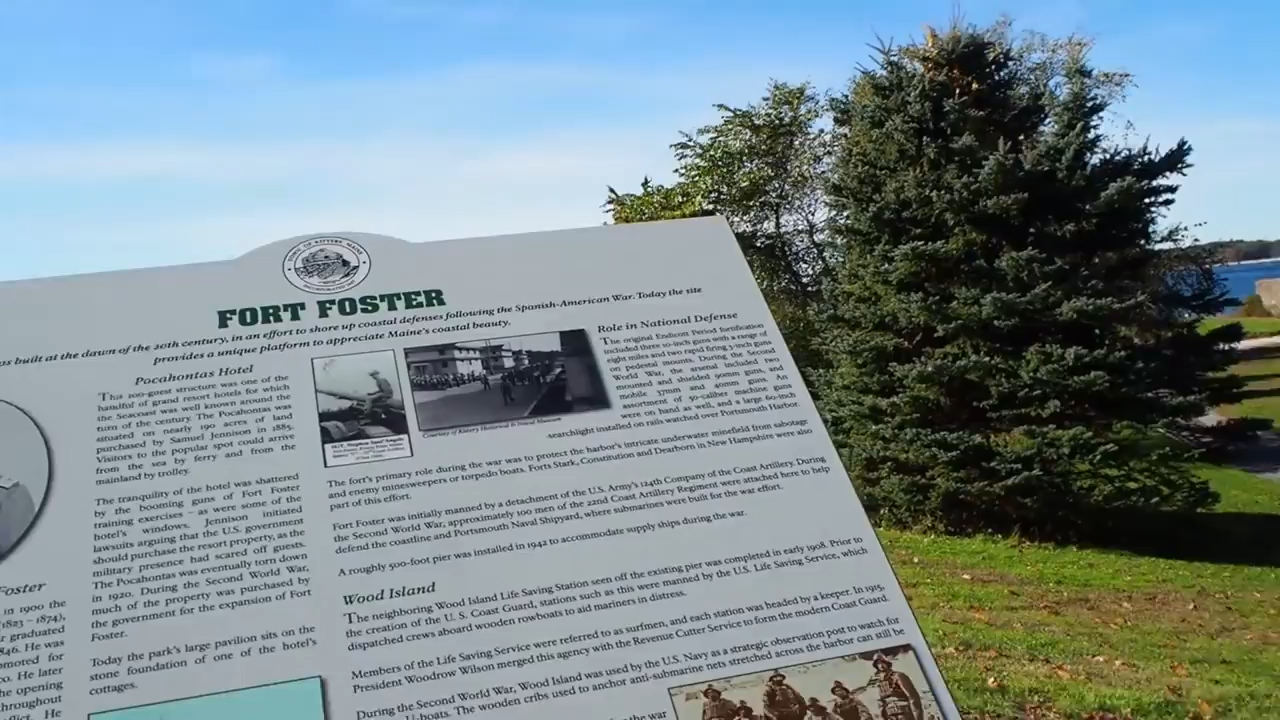 TOWN OF KITTERY MAINE
FORT FOSTER
built at the dawn of the 20th century, in an effort to shore up coastal defenses following the Spanish-American War. Today the site
provides a unique platform to appreciate Maine's coastal beauty.
Foster
in 1900 the
(1823 – 1874),
graduated
He was
for
He later
opening
He
Pocahontas Hotel
This 100-guest structure was one of the
handful of grand resort hotels for which
the Seacoast was well known around the
turn of the century. The Pocahontas was
situated on nearly 190 acres of land
purchased by Samuel Jennison in 1885.
Visitors to the popular spot could arrive
from the sea by ferry and from the
mainland by trolley.
The tranquility of the hotel was shattered
by the booming guns of Fort Foster
training exercises – as were some of the
hotel's windows. Jennison initiated
lawsuits arguing that the U.S. government
should purchase the resort property, as the
military presence had scared off guests.
The Pocahontas was eventually torn down
in 1920. During the Second World War,
much of the property was purchased by
the government for the expansion of Fort
Foster.
Today the park's large pavilion sits on the
stone foundation of one of the hotel's
cottages.
Courtesy of Kittery Historical & Naval Museum
Role in National Defense
The original Endicott Period fortification
included three 10-inch guns with a range of
eight miles and two rapid firing 3-inch guns
on pedestal mounts. During the Second
World War, the arsenal included two
mounted and shielded 90mm guns, and
mobile 37mm and 40mm guns. An
assortment of 50-caliber machine guns
were on hand as well, and a large 60-inch
searchlight installed on rails watched over Portsmouth Harbor.
The fort's primary role during the war was to protect the harbor's intricate underwater minefield from sabotage
and enemy minesweepers or torpedo boats. Forts Stark, Constitution and Dearborn in New Hampshire were also
part of this effort.
Fort Foster was initially manned by a detachment of the U.S. Army's 124th Company of the Coast Artillery. During
the Second World War, approximately 100 men of the 22nd Coast Artillery Regiment were attached here to help
defend the coastline and Portsmouth Naval Shipyard, where submarines were built for the war effort.
A roughly 500-foot pier was installed in 1942 to accommodate supply ships during the war.
Wood Island
The neighboring Wood Island Life Saving Station seen off the existing pier was completed in early 1908. Prior to
the creation of the U. S. Coast Guard, stations such as this were manned by the U.S. Life Saving Service, which
dispatched crews aboard wooden rowboats to aid mariners in distress.
Members of the Life Saving Service were referred to as surfmen, and each station was headed by a keeper. In 1915,
President Woodrow Wilson merged this agency with the Revenue Cutter Service to form the modern Coast Guard.
During the Second World War, Wood Island was used by the U.S. Navy as a strategic observation post to watch for
U-boats. The wooden cribs used to anchor anti-submarine nets stretched across the harbor can still be
the war